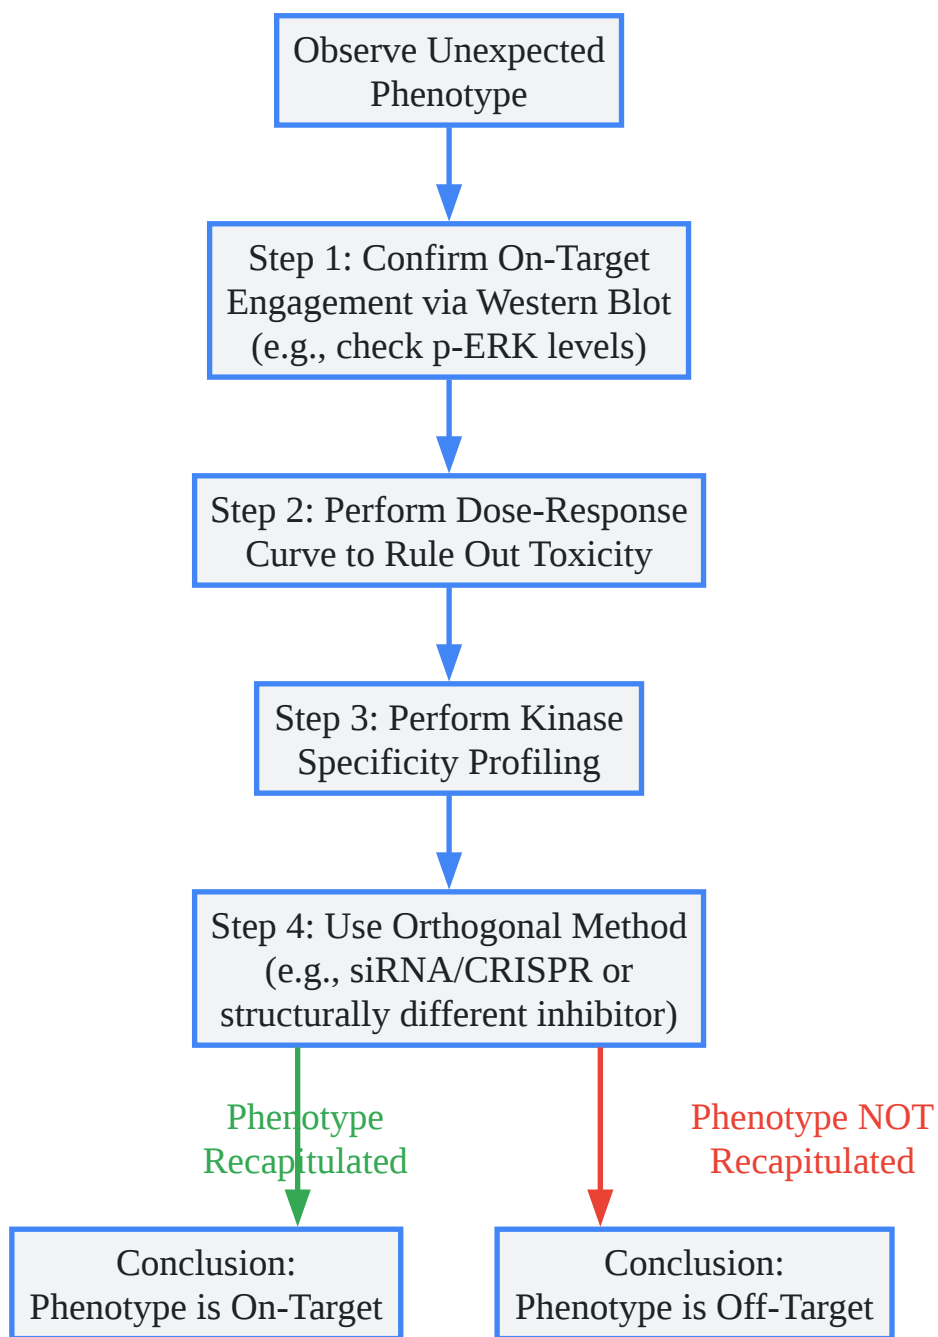 Observe Unexpected
Phenotype
Step 1: Confirm On-Target
Engagement via Western Blot
(e.g., check p-ERK levels)
Step 2: Perform Dose-Response
Curve to Rule Out Toxicity
Step 3: Perform Kinase
Specificity Profiling
Step 4: Use Orthogonal Method
(e.g., siRNA/CRISPR or
structurally different inhibitor)
Phenotype
Recapitulated
Phenotype NOT
Recapitulated
Conclusion:
Phenotype is On-Target
Conclusion:
Phenotype is Off-Target